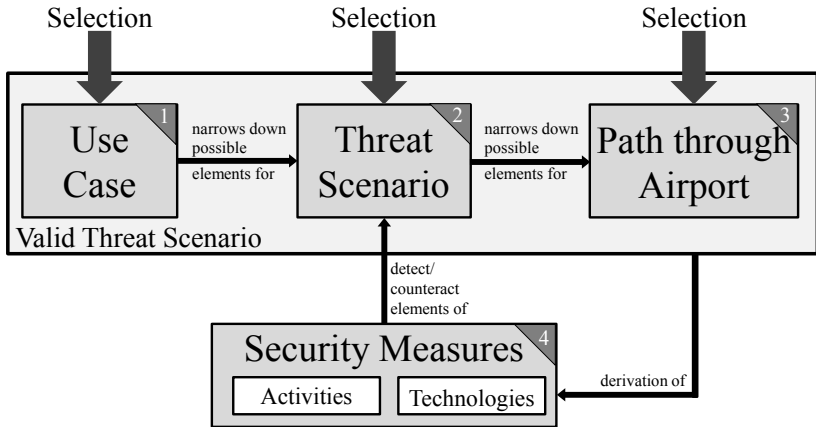 Selection
Selection
Selection
1
Use
Case
narrows down
possible
elements for
2
Threat
Scenario
narrows down
possible
elements for
3
Path through
Airport
Valid Threat Scenario
detect/
counteract
elements of
4
Security Measures
Activities
Technologies
derivation of